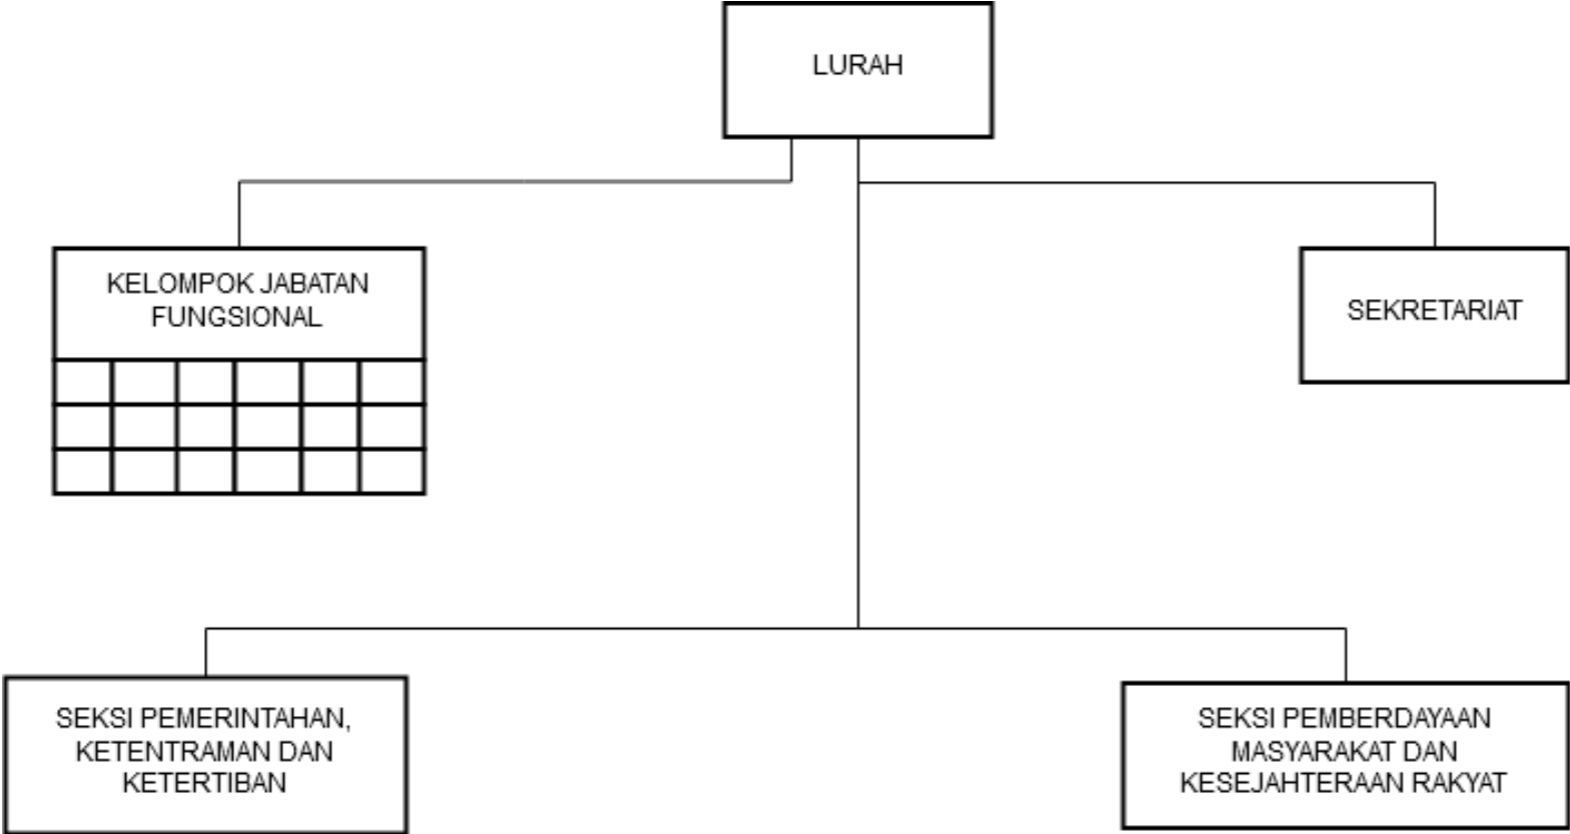 LURAH
KELOMPOK JABATAN
FUNGSIONAL
SEKRETARIAT
SEKSI PEMERINTAHAN,
KETENTRAMAN DAN
KETERTIBAN
SEKSI PEMBERDAYAAN
MASYARAKAT DAN
KESEJAHTERAAN RAKYAT